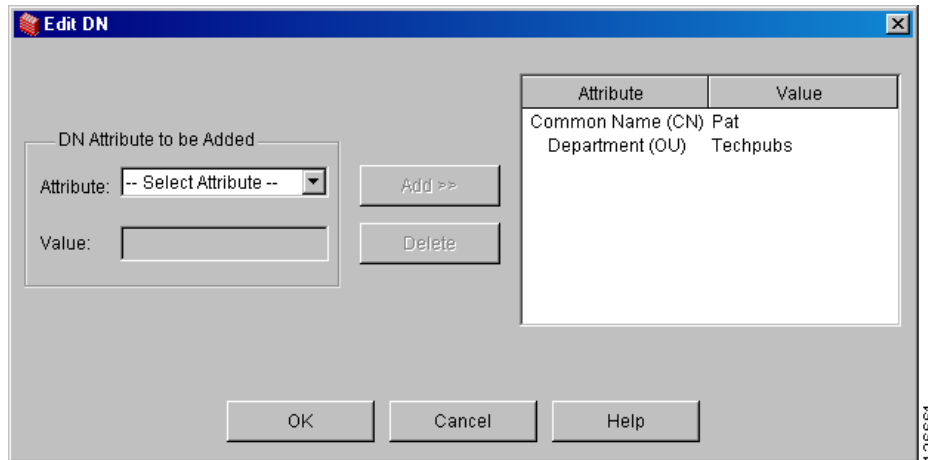 Edit DN
DN Attribute to be Added
Attribute: -- Select Attribute --
Value:
Add >>
Delete
Attribute Value
Common Name (CN) Pat
Department (OU) Techpubs
OK Cancel Help